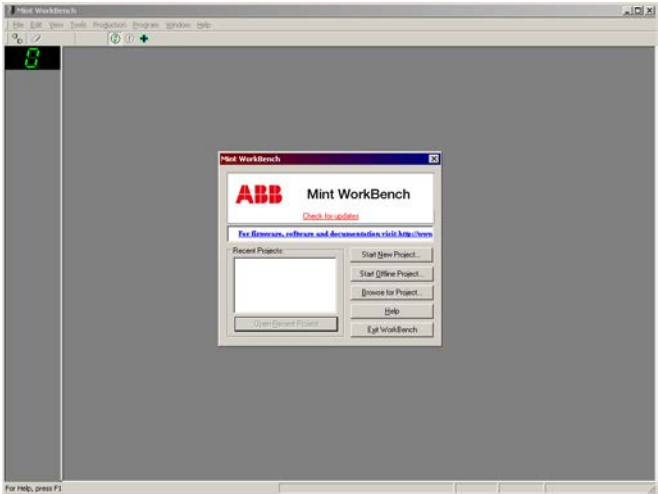 Mint WorkBench
File Edit View Tools Production Program Window Help
0
Mint WorkBench
ABB Mint WorkBench
Check for updates
For firmware, software and documentation visit http://www
Recent Projects:
Start New Project...
Start Offline Project...
Browse for Project...
Help
Open Recent Project
Exit WorkBench
For Help, press F1